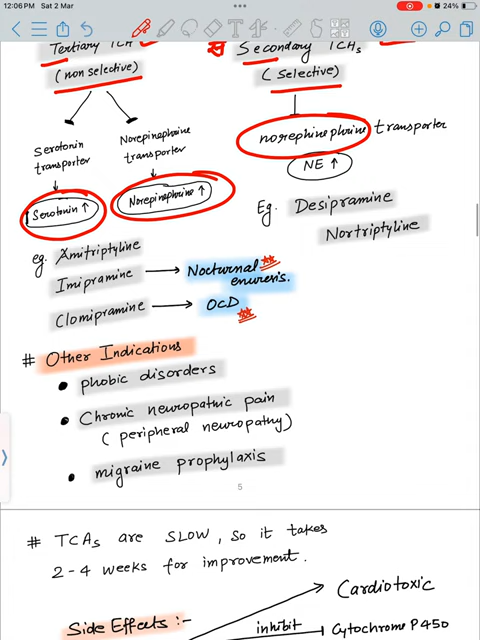 12:06 PM Sat 2 Mar
24%
Tertiary TCA
(non selective)
Serotonin
transporter
Norepinephrine
transporter
Serotonin ↑
Norepinephrine ↑
eg. Amitriptyline
Imipramine → Nocturnal
enuresis.
Clomipramine → OCD
Secondary TCAs
(selective)
norephinephrine transporter
NE ↑
Eg. Desipramine
Nortriptyline
# Other Indications
• phobic disorders
• Chronic neuropathic pain
(peripheral neuropathy)
• migraine prophylaxis
5
# TCAs are SLOW, so it takes
2-4 weeks for improvement.
Side Effects :-
Cardiotoxic
inhibit
Cytochrome P450